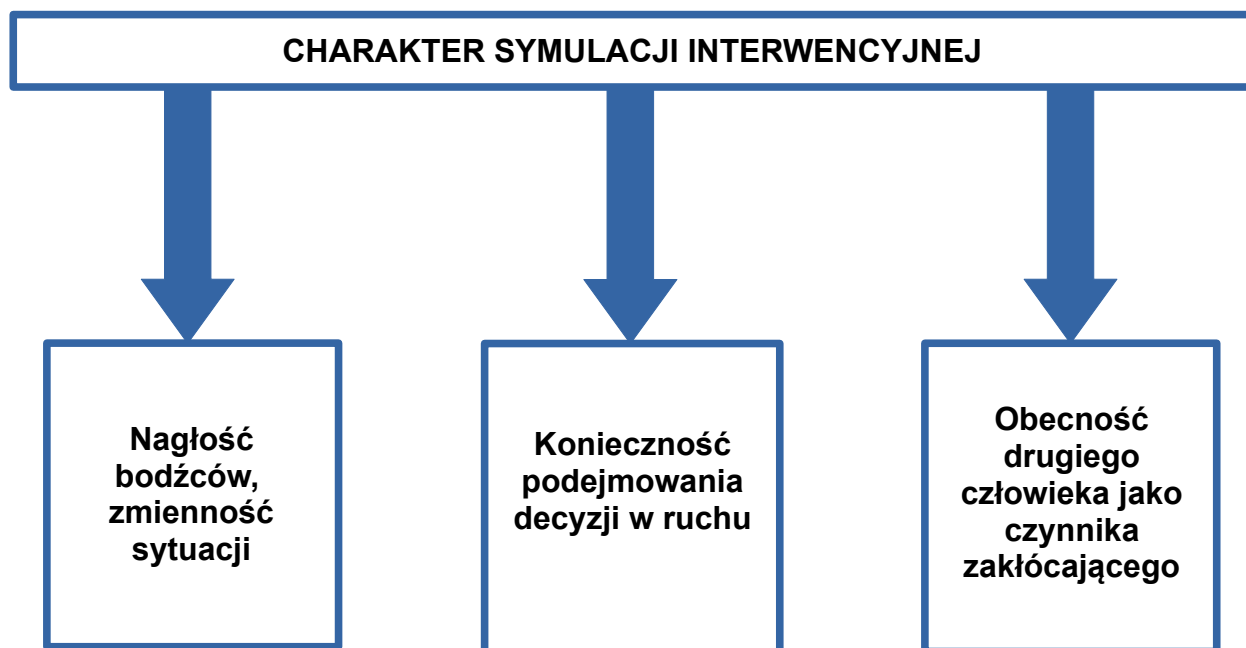 CHARAKTER SYMULACJI INTERWENCYJNEJ
Nagłość
bodźców,
zmienność
sytuacji
Konieczność
podejmowania
decyzji w ruchu
Obecność
drugiego
człowieka jako
czynnika
zakłócającego